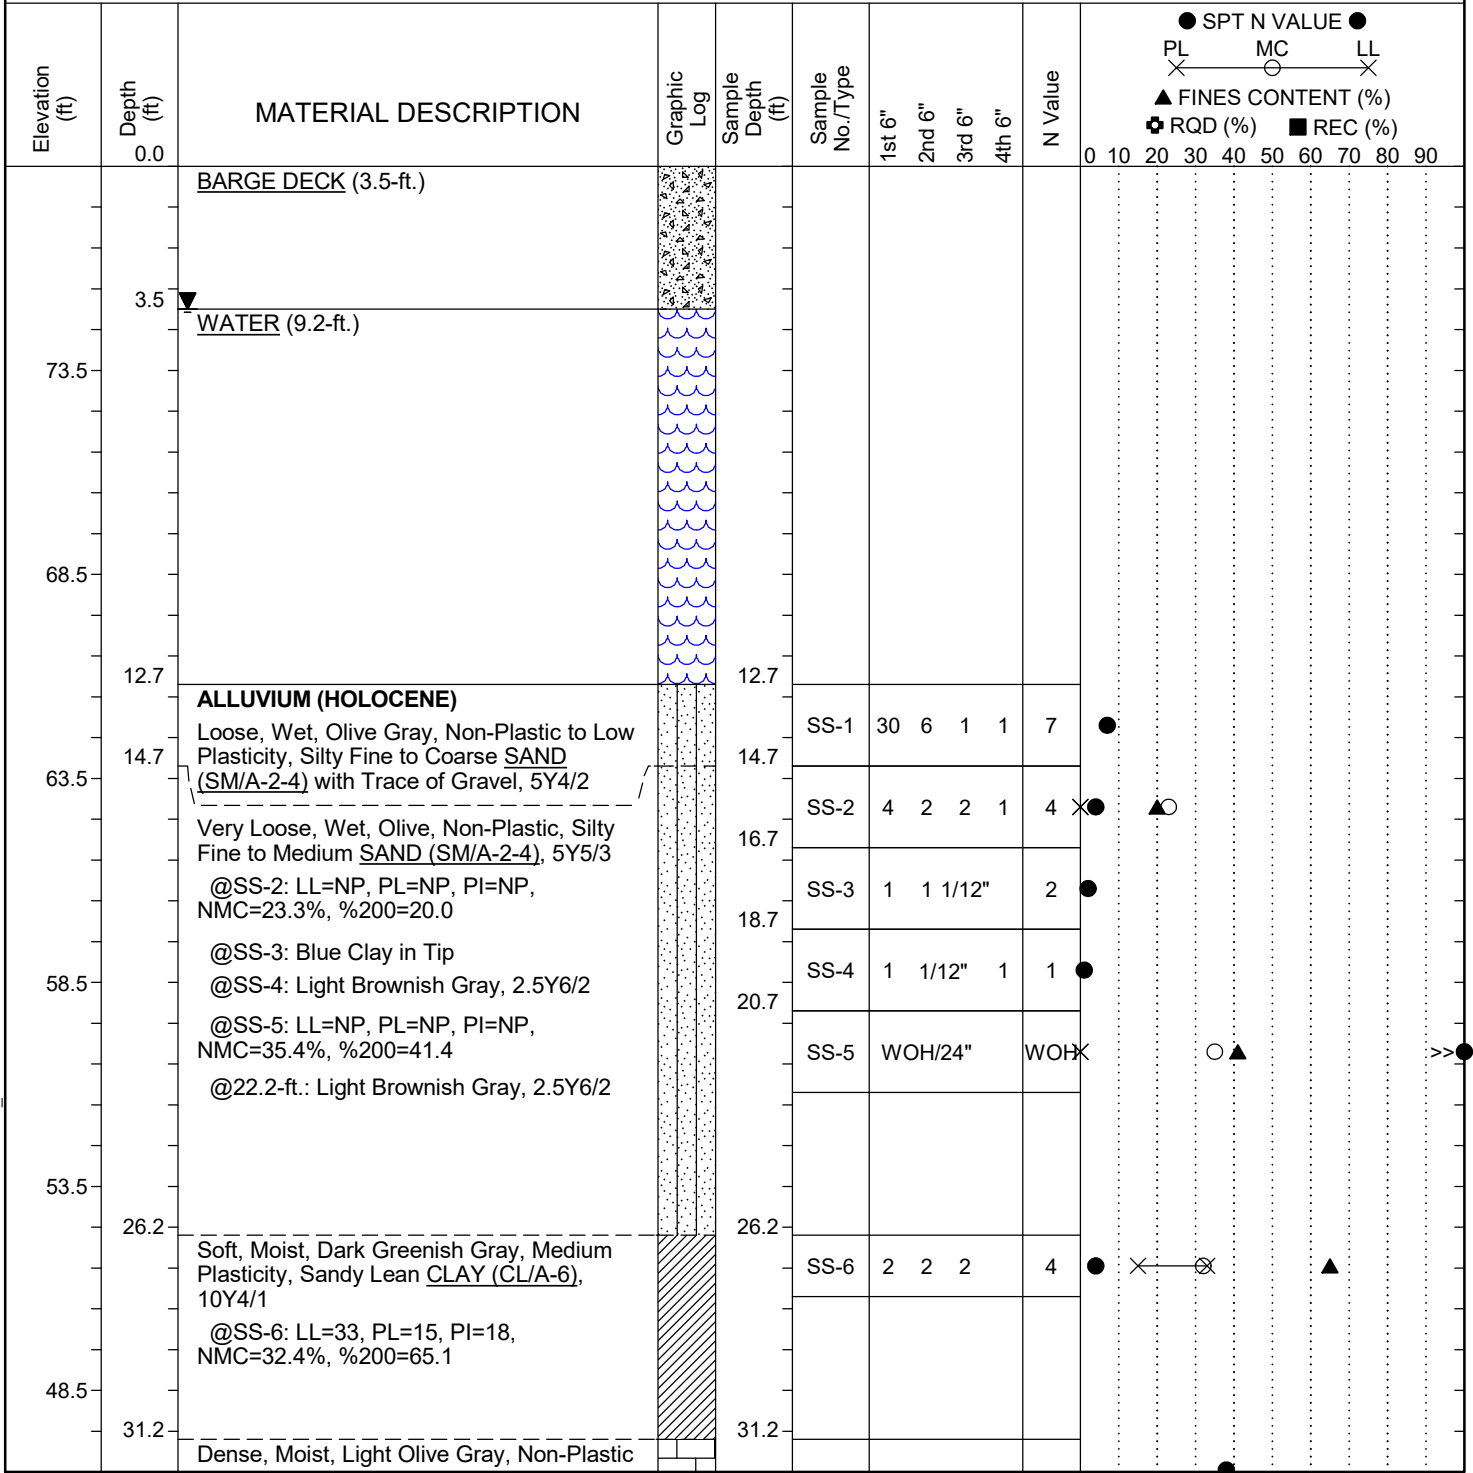 ● SPT N VALUE ●
PL MC LL
▲ FINES CONTENT (%)
RQD (%) ■ REC (%)
0 10 20 30 40 50 60 70 80 90
Elevation (ft)
Depth (ft)
0.0
MATERIAL DESCRIPTION
Graphic Log
Sample Depth (ft)
Sample No./Type
1st 6"
2nd 6"
3rd 6"
4th 6"
N Value
BARGE DECK (3.5-ft.)
3.5
WATER (9.2-ft.)
73.5
68.5
12.7 12.7
ALLUVIUM (HOLOCENE)
Loose, Wet, Olive Gray, Non-Plastic to Low
Plasticity, Silty Fine to Coarse SAND
(SM/A-2-4) with Trace of Gravel, 5Y4/2
SS-1 30 6 1 1 7
14.7 14.7
63.5
SS-2 4 2 2 1 4
Very Loose, Wet, Olive, Non-Plastic, Silty
Fine to Medium SAND (SM/A-2-4), 5Y5/3
16.7
@SS-2: LL=NP, PL=NP, PI=NP,
NMC=23.3%, %200=20.0
SS-3 1 1 1/12" 2
18.7
@SS-3: Blue Clay in Tip
@SS-4: Light Brownish Gray, 2.5Y6/2
SS-4 1 1/12" 1 1
58.5
20.7
@SS-5: LL=NP, PL=NP, PI=NP,
NMC=35.4%, %200=41.4
SS-5 WOH/24" WOH >>
@22.2-ft.: Light Brownish Gray, 2.5Y6/2
53.5
26.2 26.2
Soft, Moist, Dark Greenish Gray, Medium
Plasticity, Sandy Lean CLAY (CL/A-6),
10Y4/1
SS-6 2 2 2 4
@SS-6: LL=33, PL=15, PI=18,
NMC=32.4%, %200=65.1
48.5
31.2 31.2
Dense, Moist, Light Olive Gray, Non-Plastic